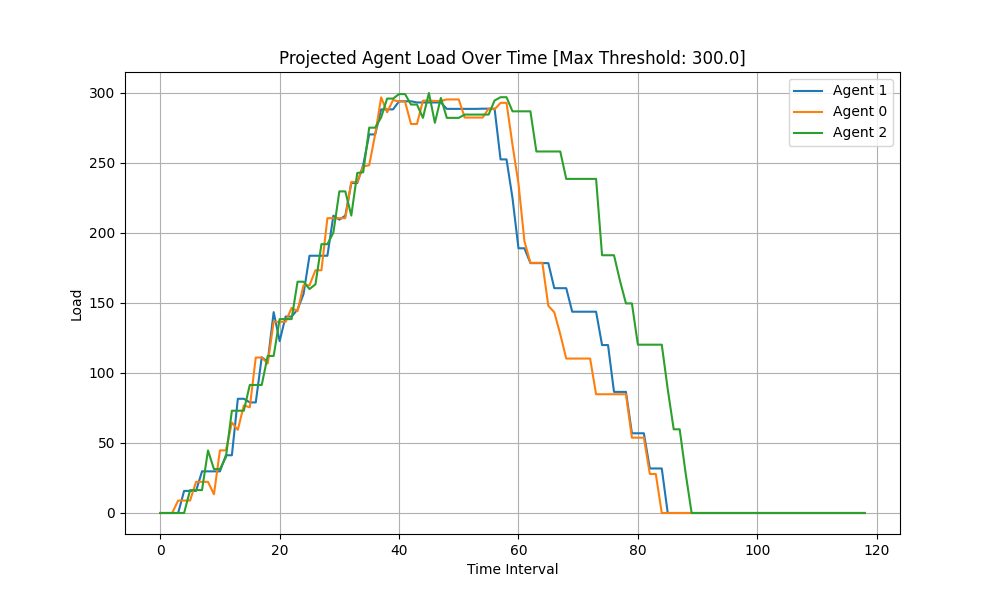 Projected Agent Load Over Time [Max Threshold: 300.0]
Agent 1
Agent 0
Agent 2
Load
300
250
200
150
100
50
0
0 20 40 60 80 100 120
Time Interval